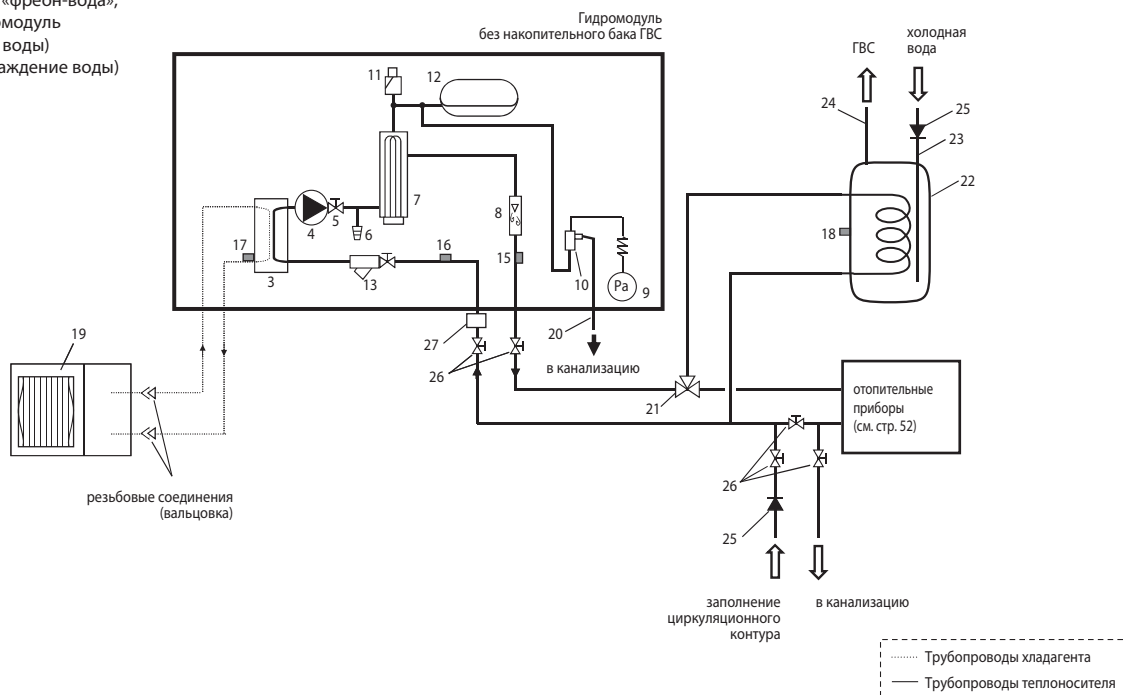 «фреон-вода»,
омодуль
воды)
аждение воды)
Гидромодуль
без накопительного бака ГВС
ГВС
холодная
вода
11
12
24
25
23
22
7
8
5
4
6
17
16
15
18
3
13
10
Pa
9
19
27
20
26
в канализацию
21
отопительные
приборы
(см. стр. 52)
резьбовые соединения
(вальцовка)
26
25
заполнение
циркуляционного
контура
в канализацию
Трубопроводы хладагента
Трубопроводы теплоносителя